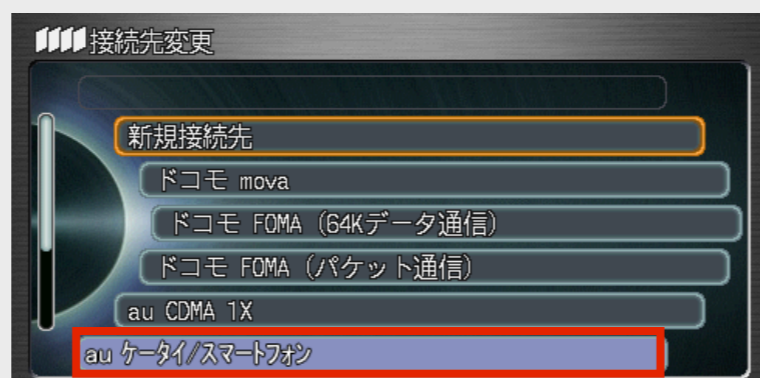 接続先変更
新規接続先
ドコモ mova
ドコモ FOMA (64Kデータ通信)
ドコモ FOMA (パケット通信)
au CDMA 1X
au ケータイ/スマートフォン